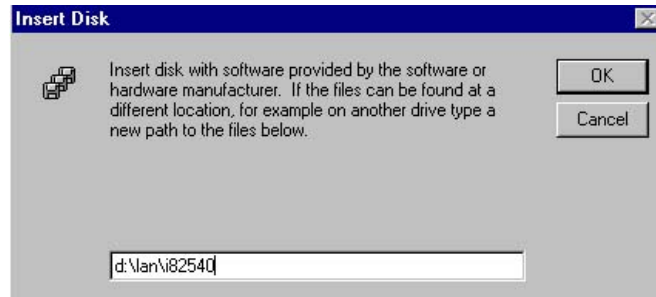 Insert Disk
Insert disk with software provided by the software or
hardware manufacturer. If the files can be found at a
different location, for example on another drive type a
new path to the files below.
OK
Cancel
d:\lan\i82540